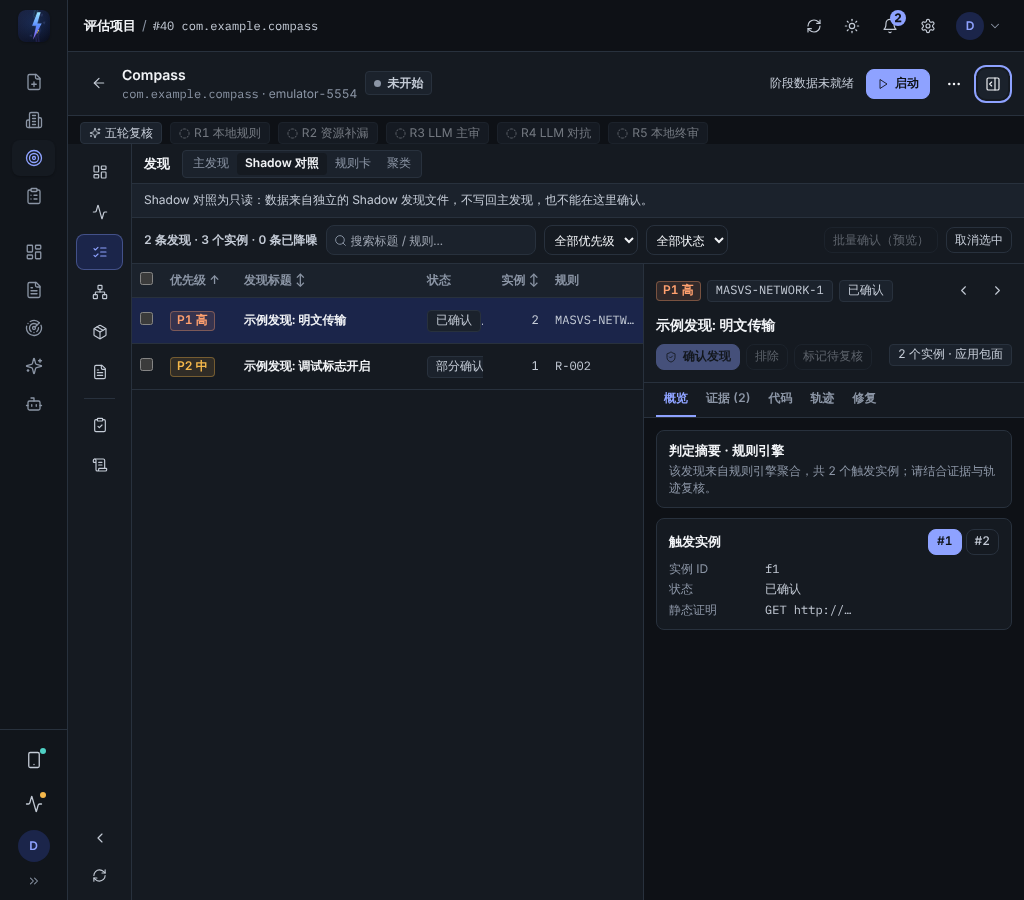 评估项目 / #40 com.example.compass
2
D
Compass
com.example.compass · emulator-5554
未开始
阶段数据未就绪
启动
五轮复核
R1 本地规则
R2 资源补漏
R3 LLM 主审
R4 LLM 对抗
R5 本地终审
发现
主发现
Shadow 对照
规则卡
聚类
Shadow 对照为只读：数据来自独立的 Shadow 发现文件，不写回主发现，也不能在这里确认。
2 条发现 · 3 个实例 · 0 条已降噪
搜索标题 / 规则…
全部优先级
全部状态
批量确认（预览）
取消选中
优先级
发现标题
状态
实例
规则
P1 高
示例发现: 明文传输
已确认
2
MASVS-NETW…
P2 中
示例发现: 调试标志开启
部分确认
1
R-002
P1 高
MASVS-NETWORK-1
已确认
示例发现: 明文传输
确认发现
排除
标记待复核
2 个实例 · 应用包面
概览
证据 (2)
代码
轨迹
修复
判定摘要 · 规则引擎
该发现来自规则引擎聚合，共 2 个触发实例；请结合证据与轨
迹复核。
触发实例
#1
#2
实例 ID
f1
状态
已确认
静态证明
GET http://…
D